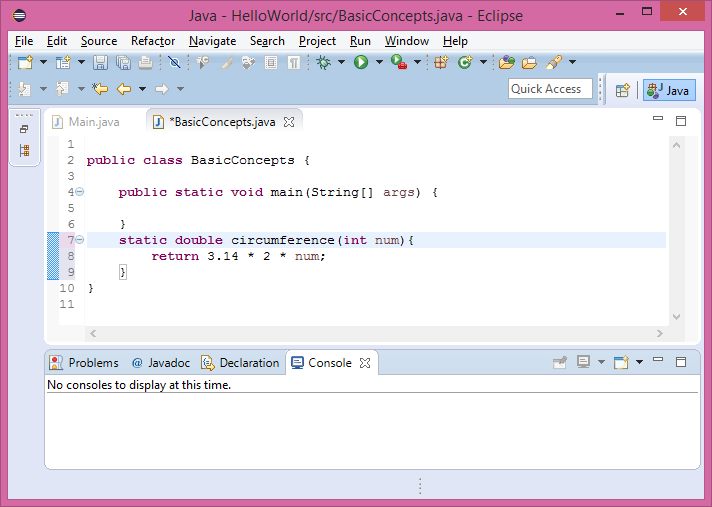 Java - HelloWorld/src/BasicConcepts.java - Eclipse
File Edit Source Refactor Navigate Search Project Run Window Help
Quick Access Java
Main.java *BasicConcepts.java
1
2 public class BasicConcepts {
3
4 public static void main(String[] args) {
5
6 }
7 static double circumference(int num){
8 return 3.14 * 2 * num;
9 }
10 }
11
Problems @ Javadoc Declaration Console
No consoles to display at this time.